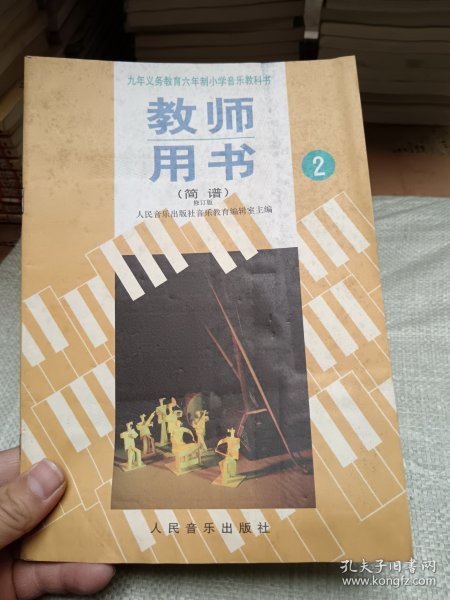 九年义务教育六年制小学音乐教科书
教师
用书
2
（简 谱）
修订版
人民音乐出版社音乐教育编辑室主编
人民音乐出版社
孔夫子旧书网
www.kongfz.com